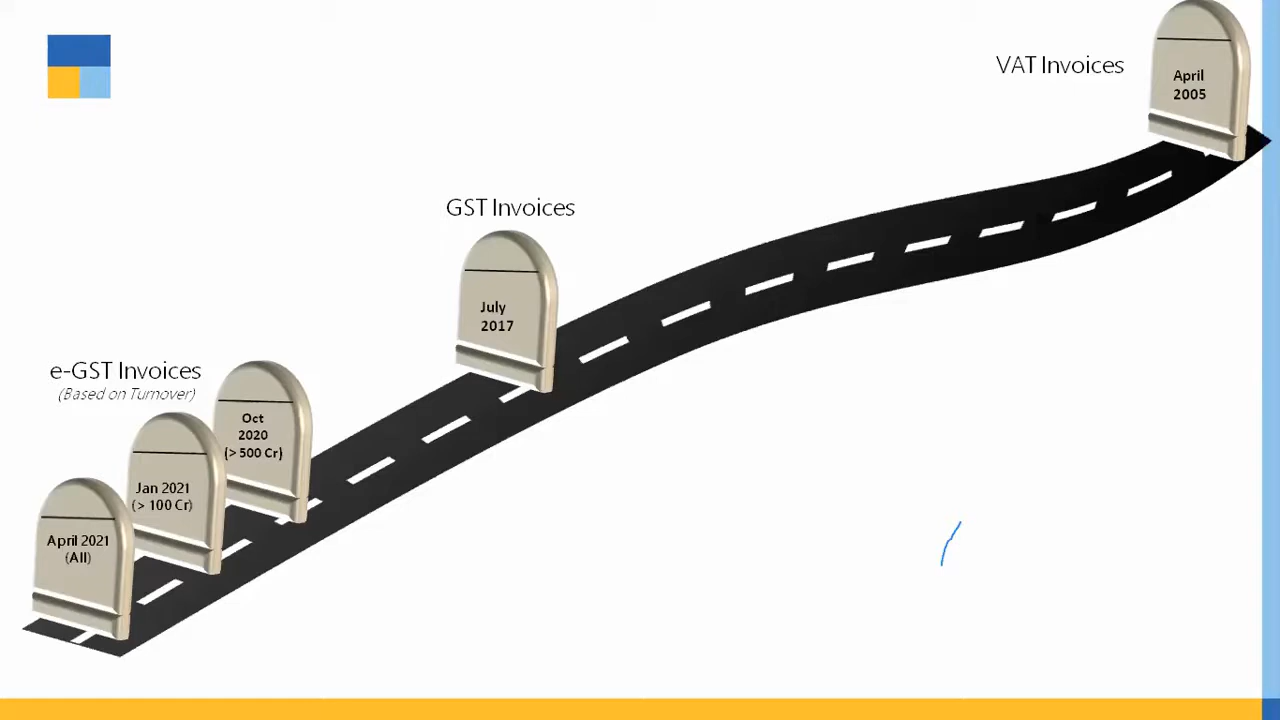 VAT Invoices
April
2005
GST Invoices
July
2017
e-GST Invoices
(Based on Turnover)
Oct
2020
(> 500 Cr)
Jan 2021
(> 100 Cr)
April 2021
(All)